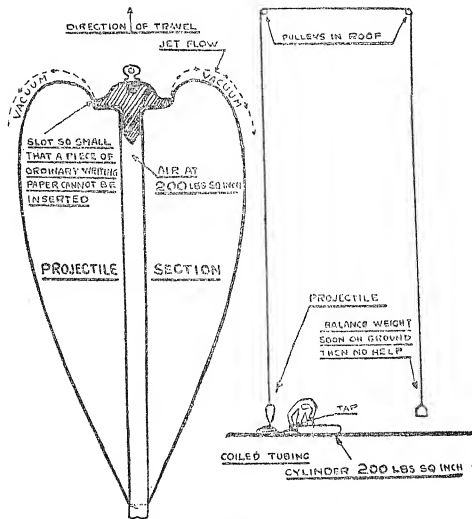 DIRECTION OF TRAVEL
JET FLOW
VACUUM
VACUUM
SLOT SO SMALL
THAT A PIECE OF
ORDINARY WRITING
PAPER CANNOT BE
INSERTED
AIR AT
200 LBS SQ INCH
PROJECTILE SECTION
PULLEYS IN ROOF
PROJECTILE
BALANCE WEIGHT
SOON ON GROUND
THEN NO HELP
TAP
COILED TUBING
CYLINDER 200 LBS SQ INCH